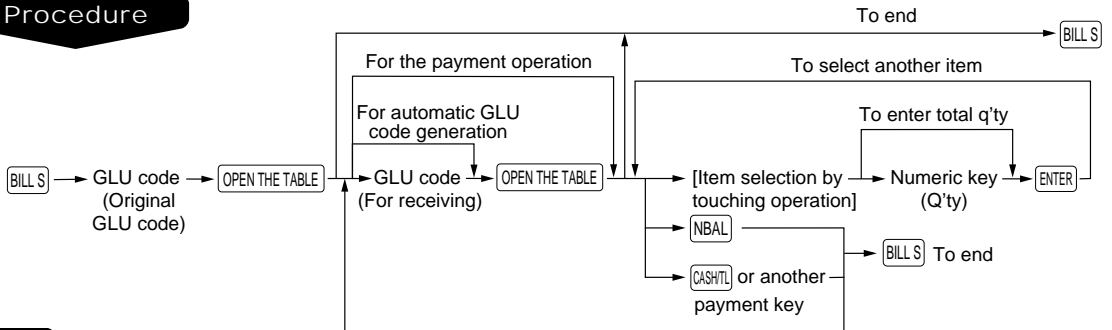 Procedure
To end
BILL S
For the payment operation
To select another item
For automatic GLU
code generation
To enter total q'ty
BILL S
GLU code
(Original
GLU code)
OPEN THE TABLE
GLU code
(For receiving)
OPEN THE TABLE
[Item selection by
touching operation]
Numeric key
(Q'ty)
ENTER
NBAL
BILL S To end
CASH/TL or another
payment key